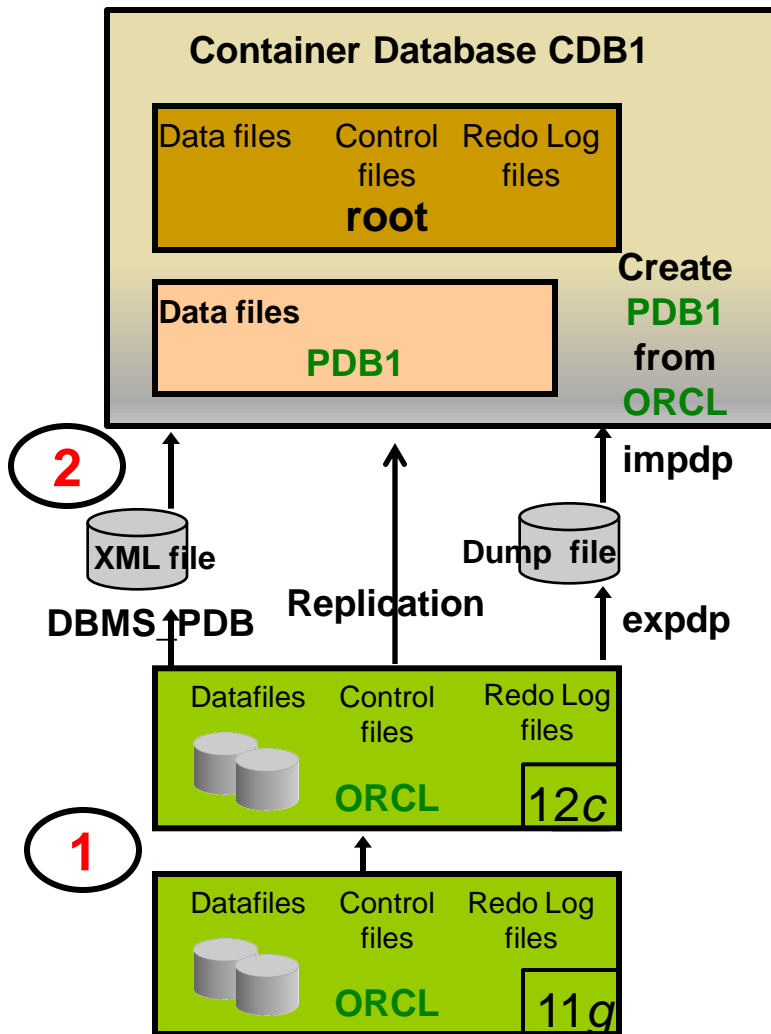 Container Database CDB1
Data files
Control
files
Redo Log
files
root
Data files
PDB1
Create
PDB1
from
ORCL
2
impdp
XML file
Dump file
DBMS_PDB
Replication
expdp
Datafiles
Control
files
Redo Log
files
ORCL
12c
1
Datafiles
Control
files
Redo Log
files
ORCL
11g